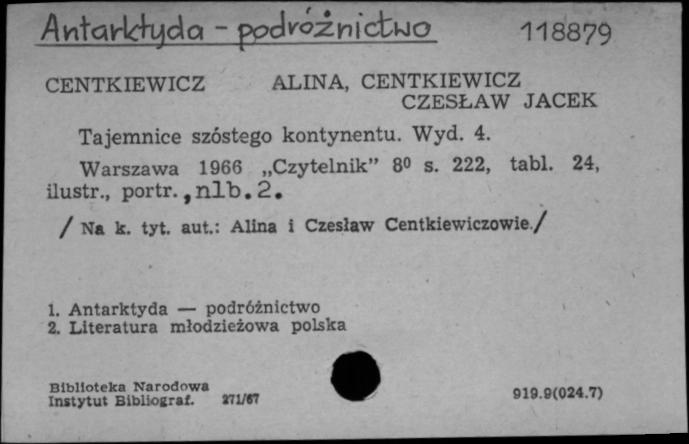 Antarktyda - podróżnictwo 118879
CENTKIEWICZ ALINA, CENTKIEWICZ
CZESŁAW JACEK
Tajemnice szóstego kontynentu. Wyd. 4.
Warszawa 1966 „Czytelnik” 8⁰ s. 222, tabl. 24,
ilustr., portr., nlb. 2.
/ Na k. tyt. aut.: Alina i Czesław Centkiewiczowie./
1. Antarktyda — podróżnictwo
2. Literatura młodzieżowa polska
Biblioteka Narodowa
Instytut Bibliograf. 271/67
919.9(024.7)